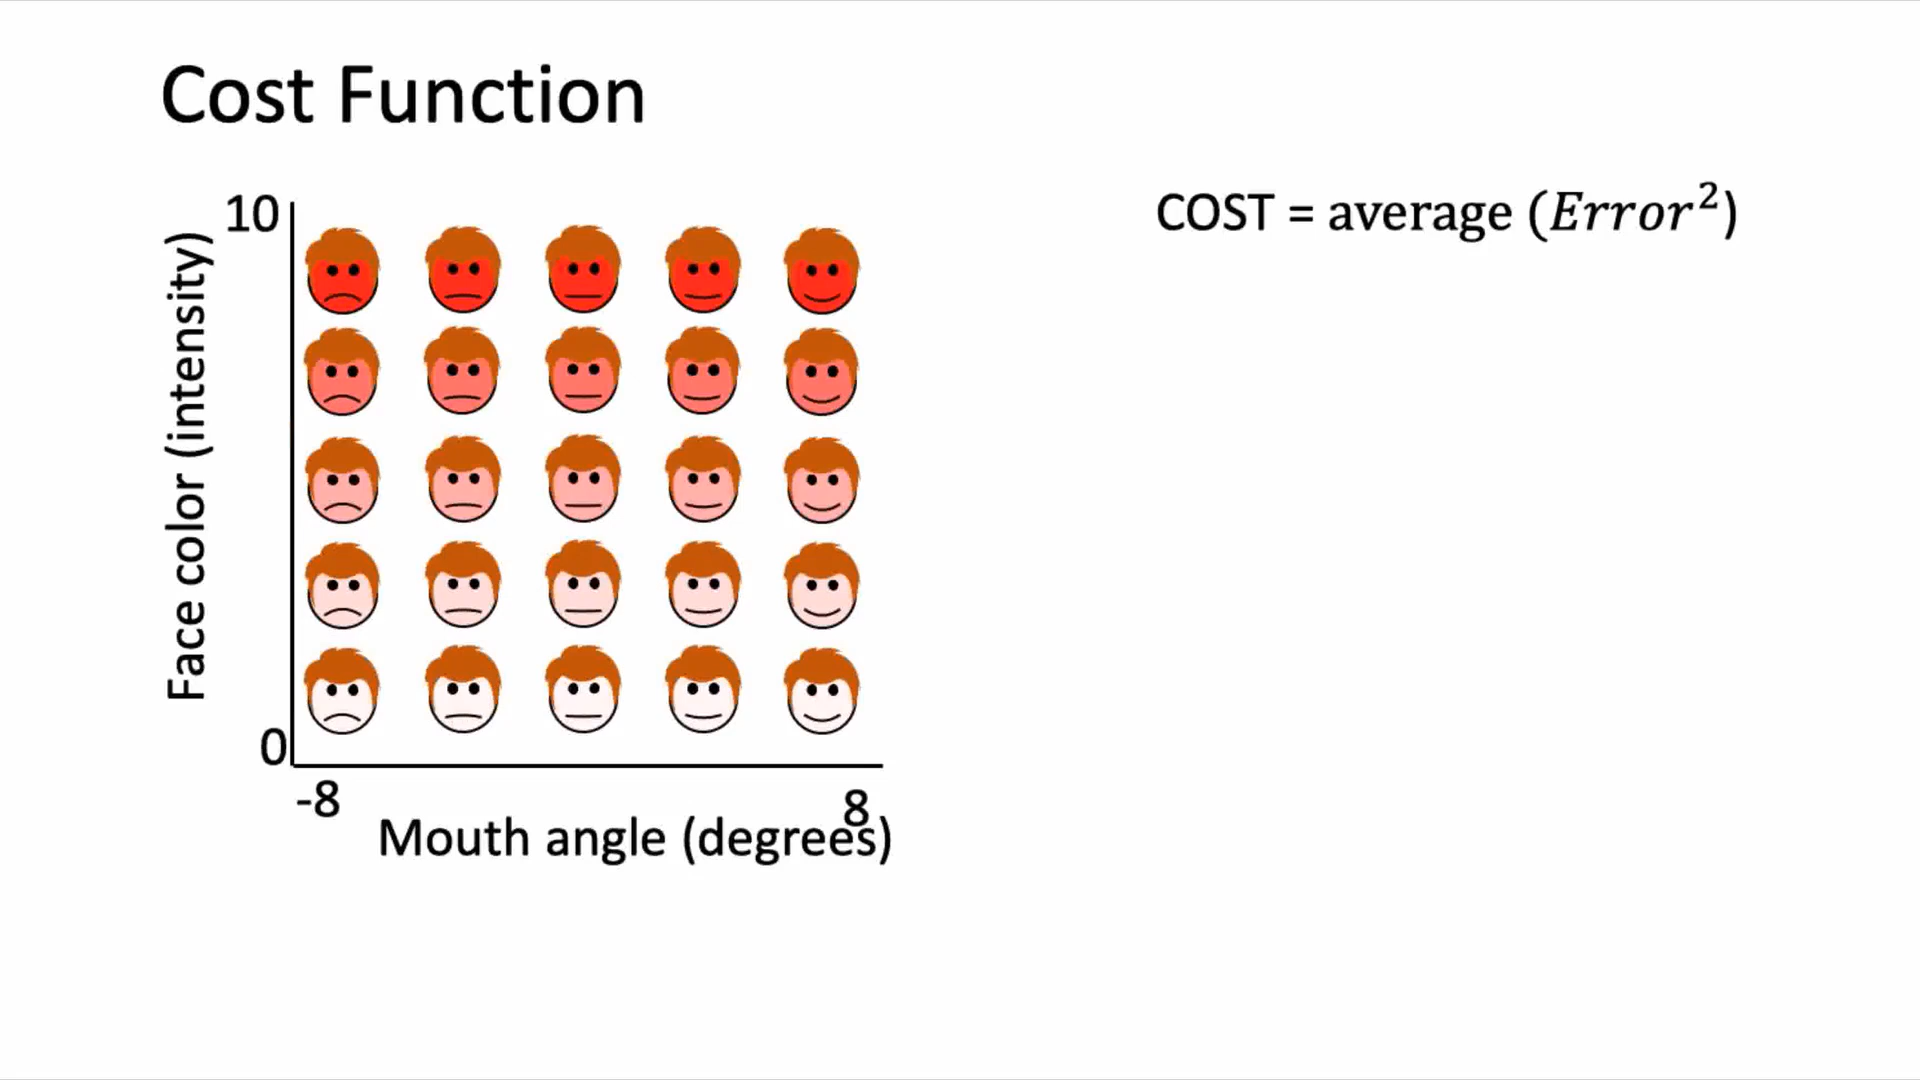 Cost Function
COST = average (Error²)
10
Face color (intensity)
0
-8
8
Mouth angle (degrees)